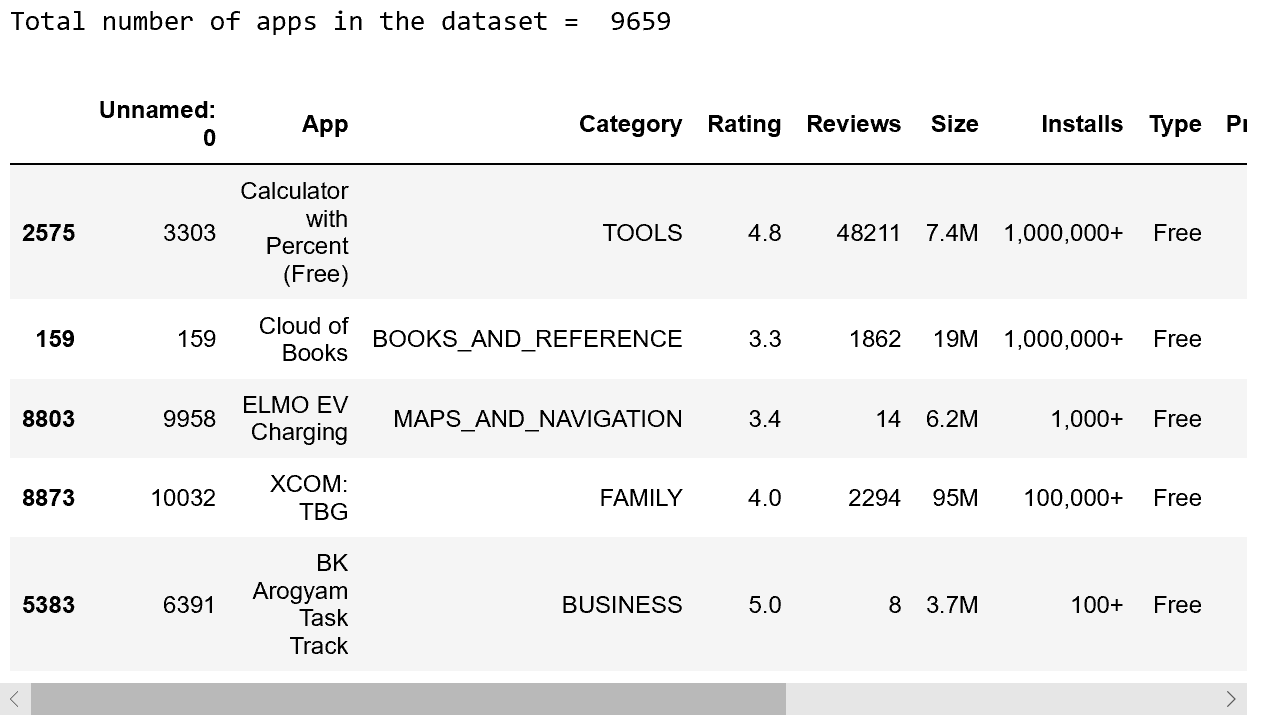 Total number of apps in the dataset =  9659
Unnamed: 0 App Category Rating Reviews Size Installs Type Pr
2575 3303 Calculator with Percent (Free) TOOLS 4.8 48211 7.4M 1,000,000+ Free
159 159 Cloud of Books BOOKS_AND_REFERENCE 3.3 1862 19M 1,000,000+ Free
8803 9958 ELMO EV Charging MAPS_AND_NAVIGATION 3.4 14 6.2M 1,000+ Free
8873 10032 XCOM: TBG FAMILY 4.0 2294 95M 100,000+ Free
5383 6391 BK Arogyam Task Track BUSINESS 5.0 8 3.7M 100+ Free